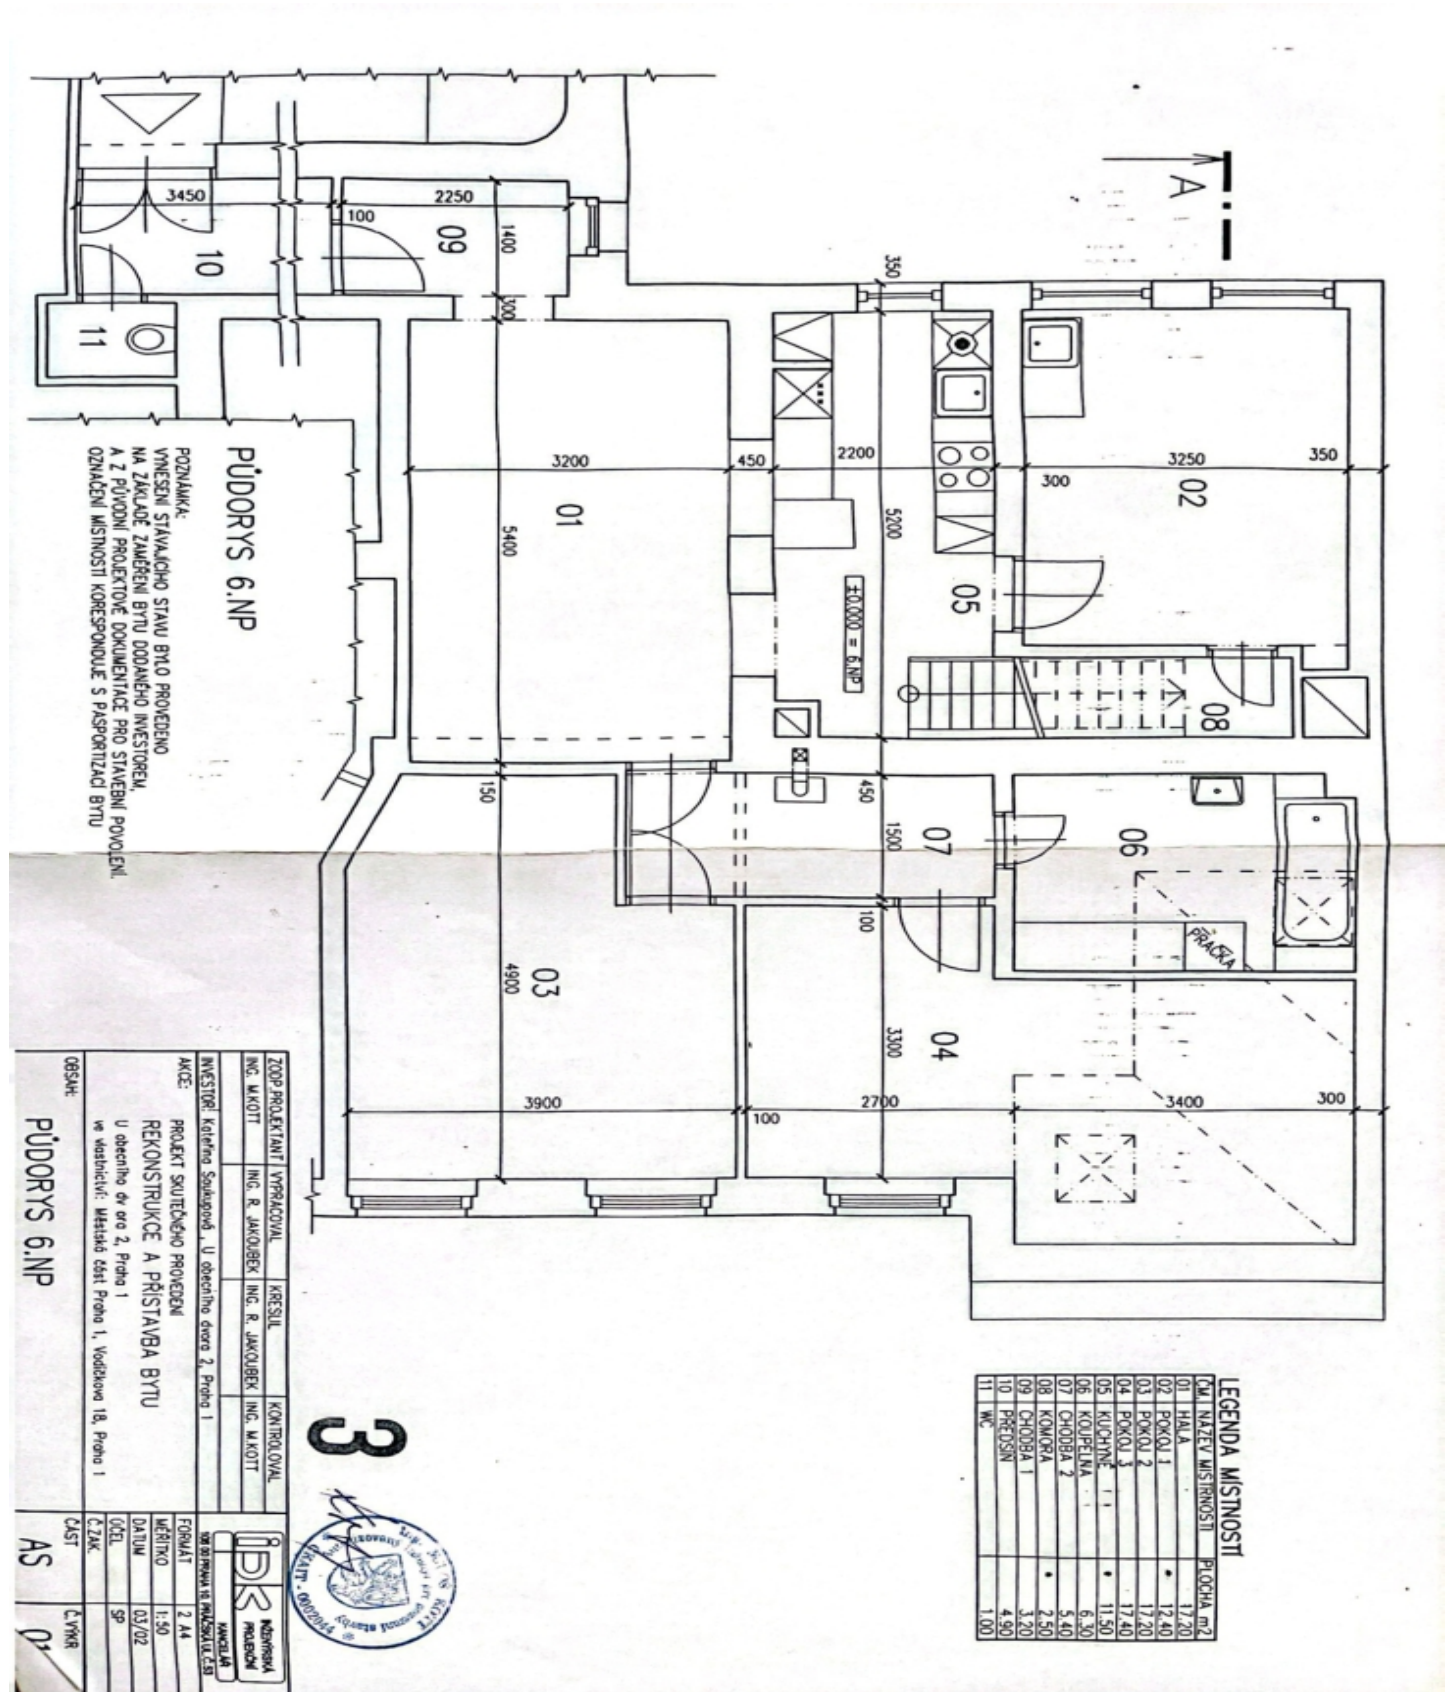 PŮDORYS 6.NP
POZNÁMKA:
VYNESENÍ STÁVAJÍCÍHO STAVU BYLO PROVEDENO
NA ZÁKLADĚ ZAMĚŘENÍ BYTU DODANÉHO INVESTOREM,
A Z PŮVODNÍ PROJEKTOVÉ DOKUMENTACE PRO STAVEBNÍ POVOLENÍ.
OZNAČENÍ MÍSTNOSTÍ KORESPONDUJE S PASPORTIZACÍ BYTU
A
3450
2250
100
1400
300
09
10
11
350
3200
450
2200
300
3250
350
02
01
5400
5200
05
±0.000 = 6.NP
08
150
450
1500
07
06
PRAČKA
100
03
4900
3300
04
3900
100
2700
3400
300
LEGENDA MÍSTNOSTÍ
Č.M. NÁZEV MÍSTNOSTI PLOCHA m2
01 HALA 17.20
02 POKOJ 1 12.40
03 POKOJ 2 17.20
04 POKOJ 3 17.40
05 KUCHYNĚ 11.50
06 KOUPELNA 6.30
07 CHODBA 2 5.40
08 KOMORA 2.50
09 CHODBA 1 3.20
10 PŘEDSÍŇ 4.90
11 WC 1.00
3
ZODP.PROJEKTANT VYPRACOVAL KRESLIL KONTROLOVAL
ING. M.KOTT ING. R. JAKOUBEK ING. R. JAKOUBEK ING. M.KOTT
INVESTOR: Kateřina Soukupová, U obecního dvora 2, Praha 1
AKCE:
PROJEKT SKUTEČNÉHO PROVEDENÍ
REKONSTRUKCE A PŘÍSTAVBA BYTU
U obecního dvora 2, Praha 1
ve vlastnictví: Městská část Praha 1, Vodičkova 18, Praha 1
OBSAH:
PŮDORYS 6.NP
IDK INŽENÝRSKÁ
PROJEKČNÍ
KANCELÁŘ
FORMÁT 2 A4
MĚŘÍTKO 1:50
DATUM 03/02
ÚČEL SP
Č.ZAK.
ČÁST Č.VÝKR
AS 01